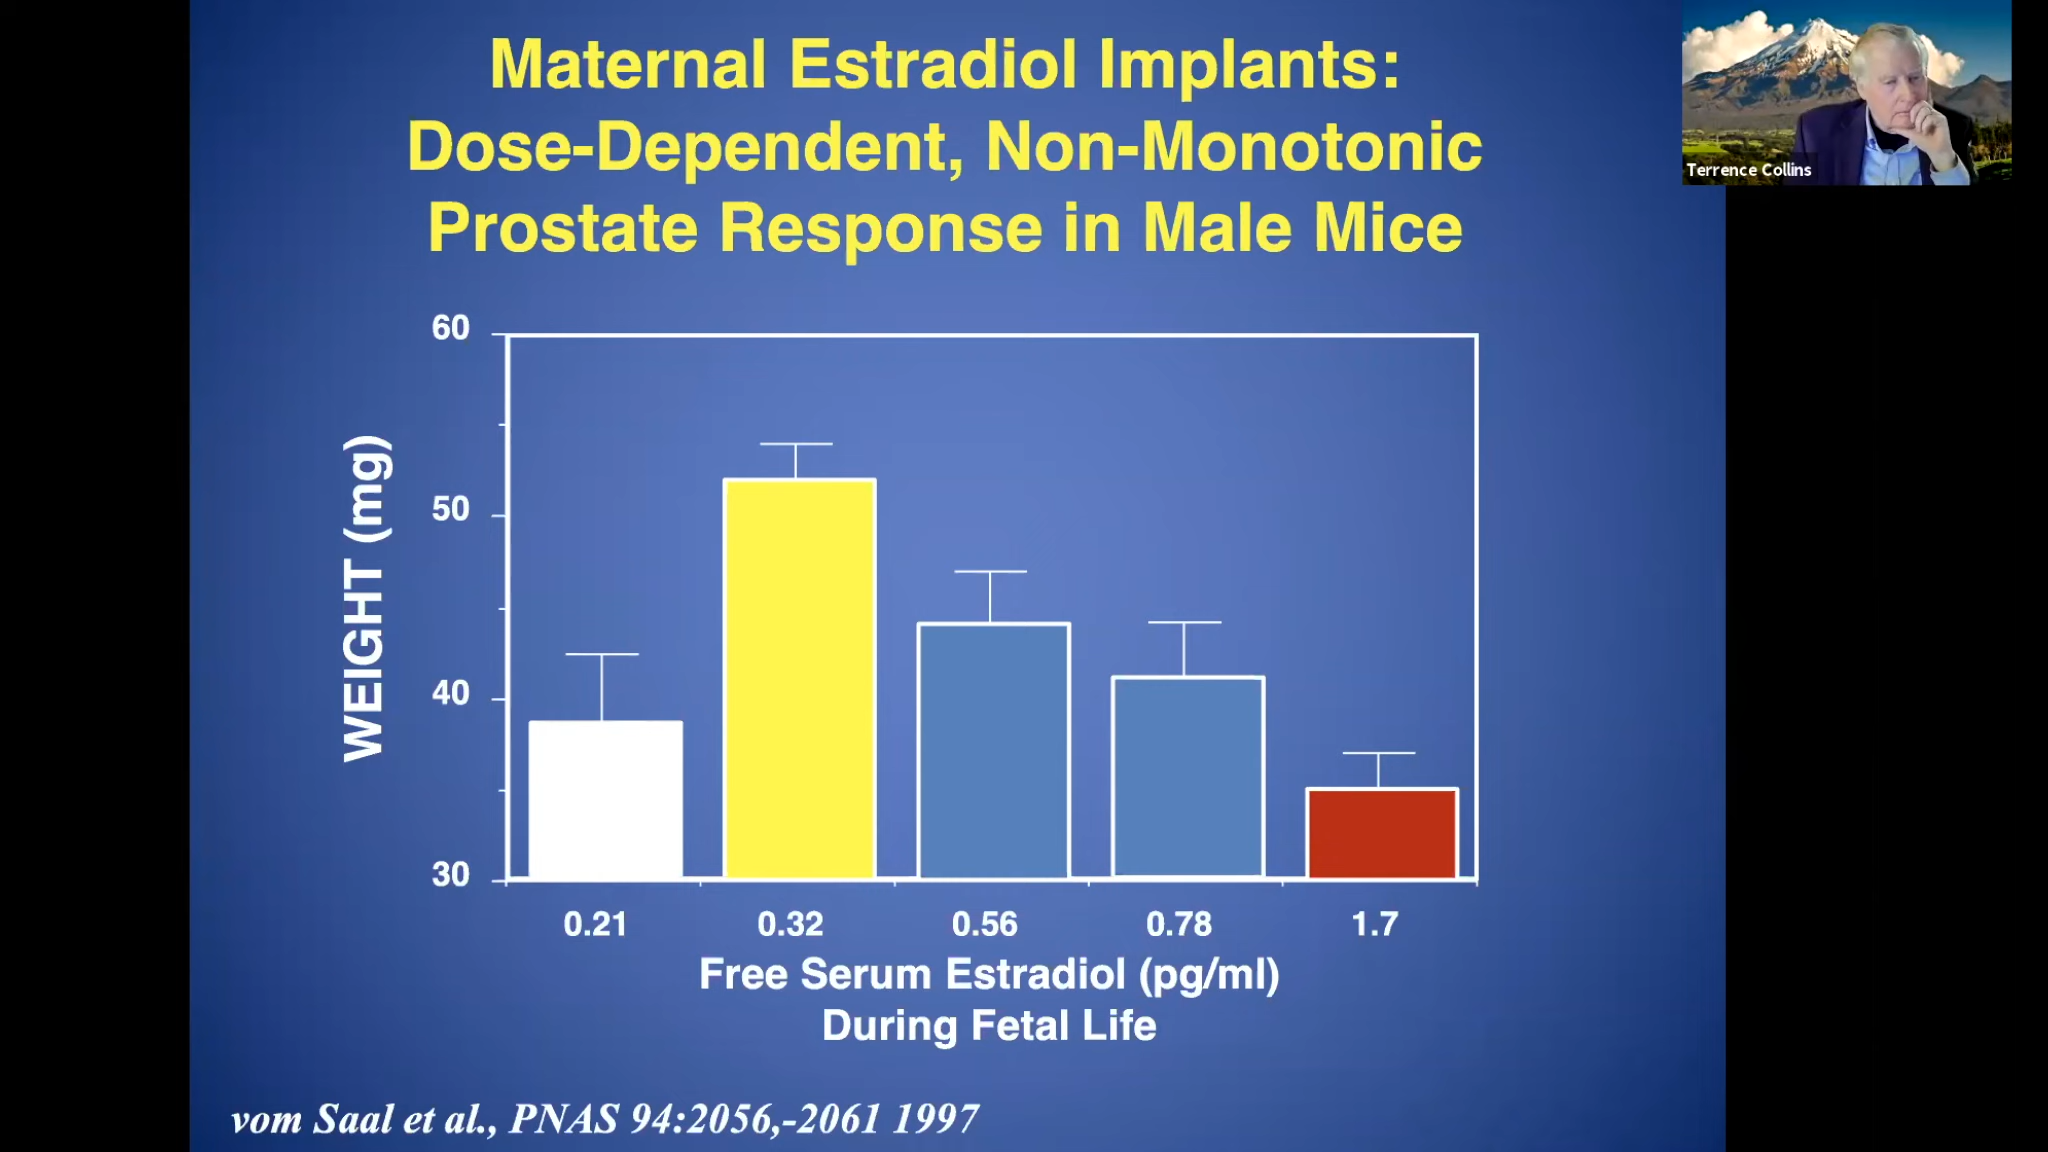 Maternal Estradiol Implants:
Dose-Dependent, Non-Monotonic
Prostate Response in Male Mice
Terrence Collins
60
50
40
30
WEIGHT (mg)
0.21 0.32 0.56 0.78 1.7
Free Serum Estradiol (pg/ml)
During Fetal Life
vom Saal et al., PNAS 94:2056,-2061 1997